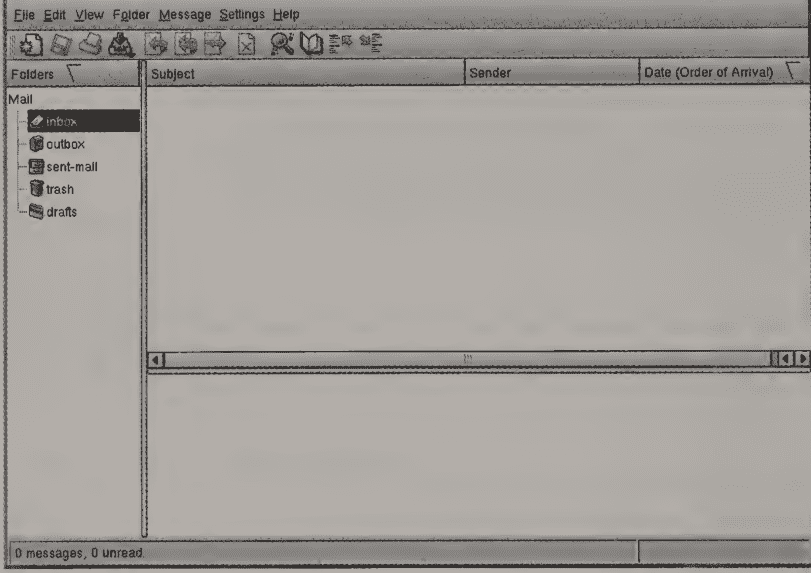 File Edit View Folder Message Settings Help
Folders Subject Sender Date (Order of Arrival)
Mail
inbox
outbox
sent-mail
trash
drafts
0 messages, 0 unread.